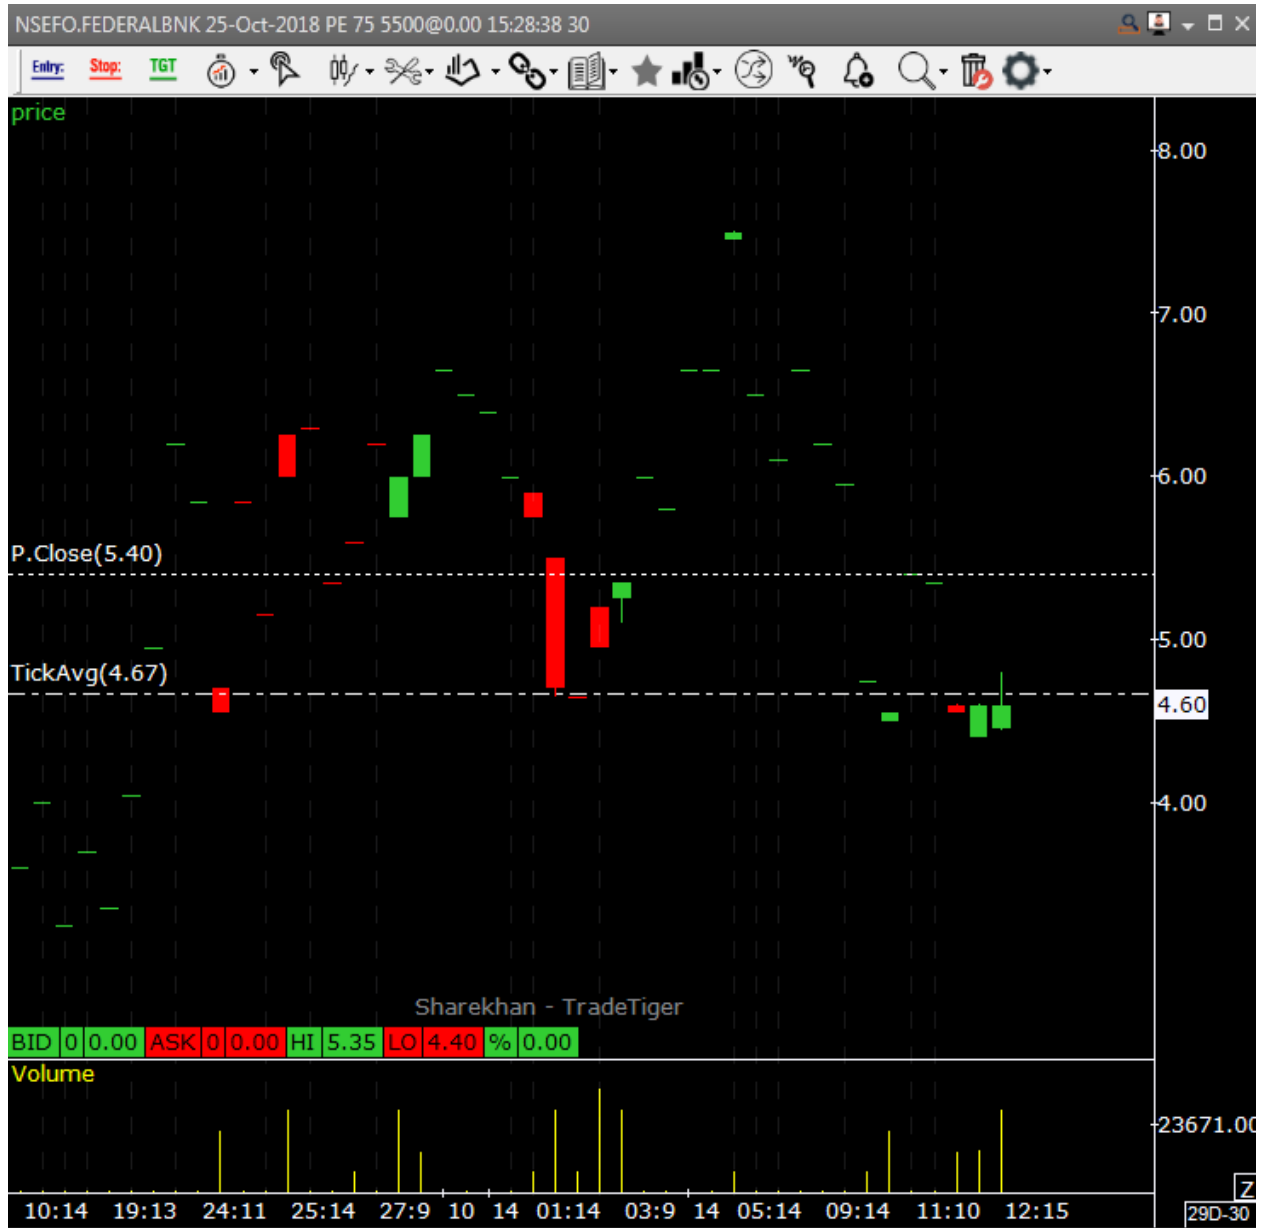 NSEFO.FEDERALBNK 25-Oct-2018 PE 75 5500@0.00 15:28:38 30
Entry: Stop: TGT
price
8.00
7.00
6.00
P.Close(5.40)
5.00
TickAvg(4.67)
4.60
4.00
Sharekhan - TradeTiger
BID 0 0.00 ASK 0 0.00 HI 5.35 LO 4.40 % 0.00
Volume
23671.00
Z
10:14 19:13 24:11 25:14 27:9 10 14 01:14 03:9 14 05:14 09:14 11:10 12:15 29D-30